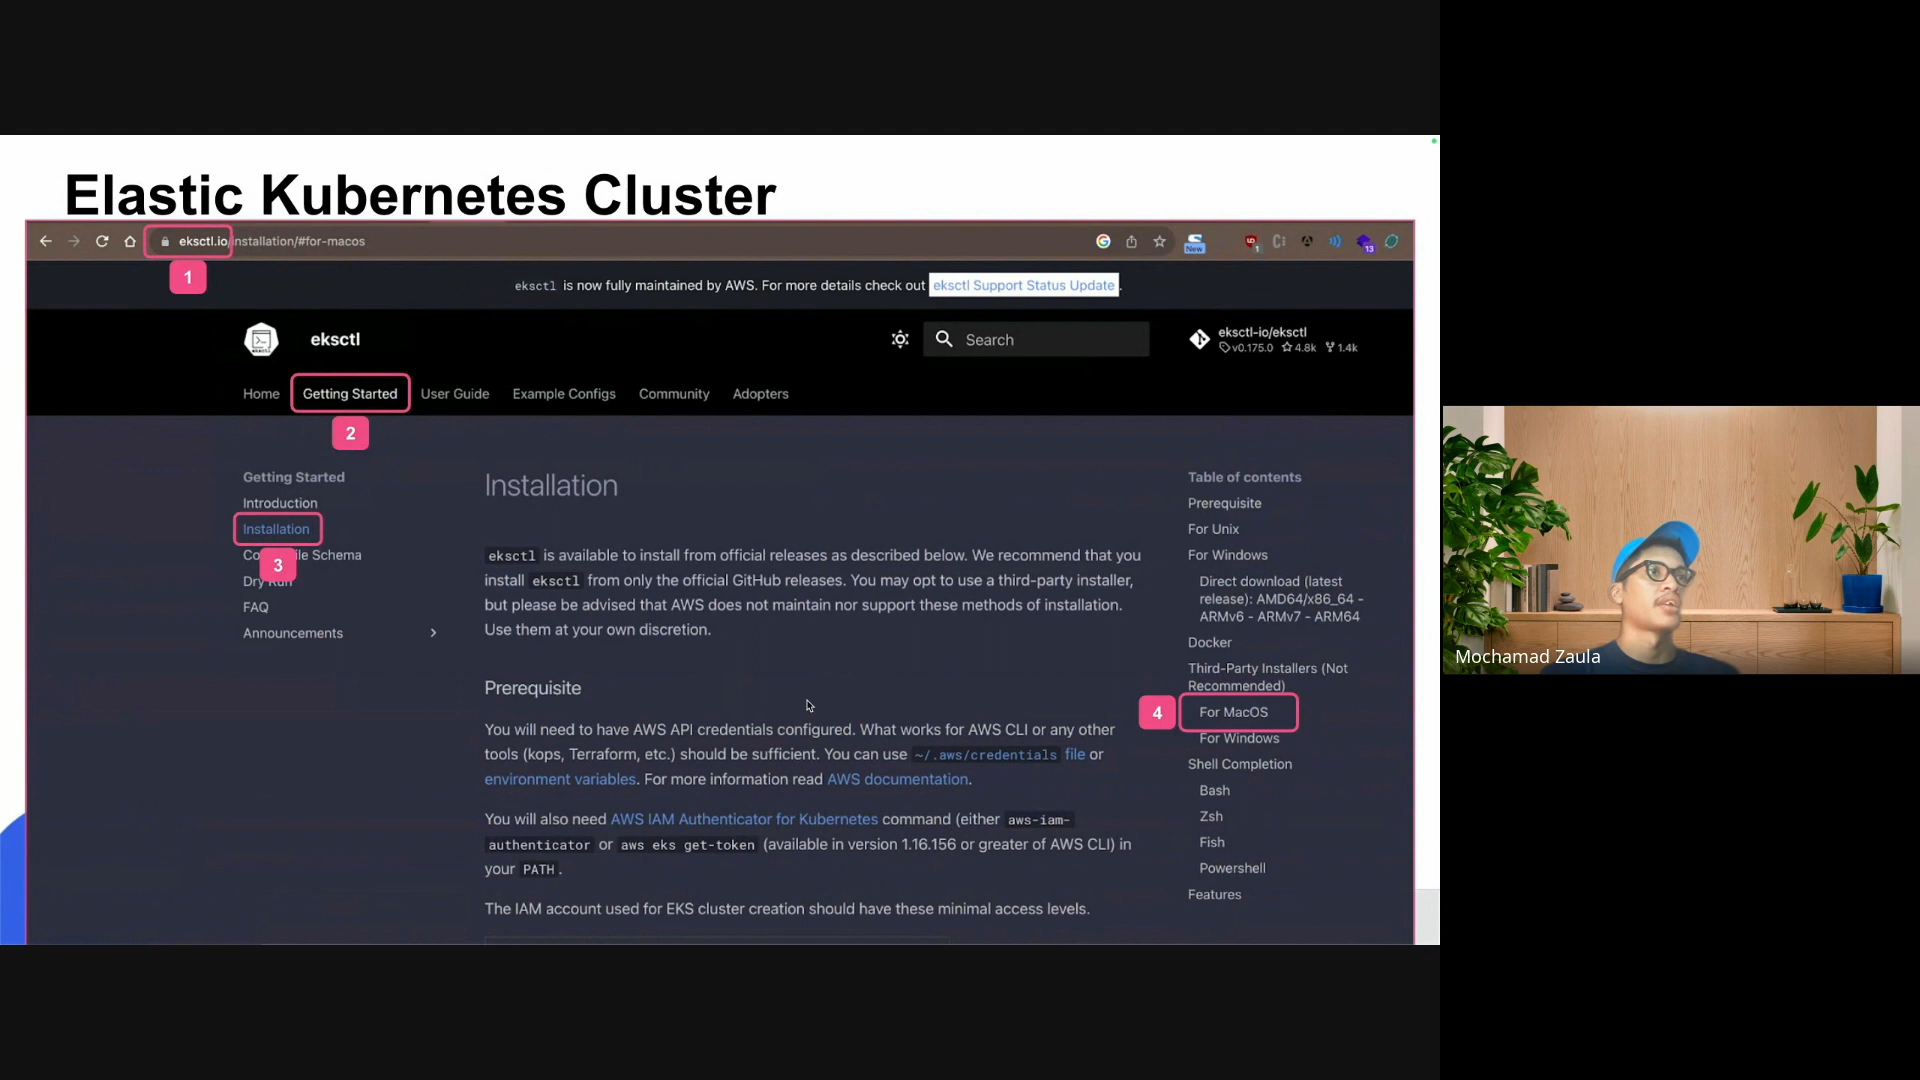 Elastic Kubernetes Cluster
eksctl.io/installation/#for-macos
New
1
13
1
eksctl is now fully maintained by AWS. For more details check out eksctl Support Status Update.
eksctl
Search
eksctl-io/eksctl
v0.175.0 4.8k 1.4k
Home Getting Started User Guide Example Configs Community Adopters
2
Getting Started
Introduction
Installation
3
Dry Run
FAQ
Announcements
Installation
eksctl is available to install from official releases as described below. We recommend that you
install eksctl from only the official GitHub releases. You may opt to use a third-party installer,
but please be advised that AWS does not maintain nor support these methods of installation.
Use them at your own discretion.
Prerequisite
You will need to have AWS API credentials configured. What works for AWS CLI or any other
tools (kops, Terraform, etc.) should be sufficient. You can use ~/.aws/credentials file or
environment variables. For more information read AWS documentation.
You will also need AWS IAM Authenticator for Kubernetes command (either aws-iam-
authenticator or aws eks get-token (available in version 1.16.156 or greater of AWS CLI) in
your PATH.
The IAM account used for EKS cluster creation should have these minimal access levels.
Table of contents
Prerequisite
For Unix
For Windows
Direct download (latest
release): AMD64/x86_64 -
ARMv6 - ARMv7 - ARM64
Docker
Third-Party Installers (Not
Recommended)
4
For MacOS
For Windows
Shell Completion
Bash
Zsh
Fish
Powershell
Features
Mochamad Zaula